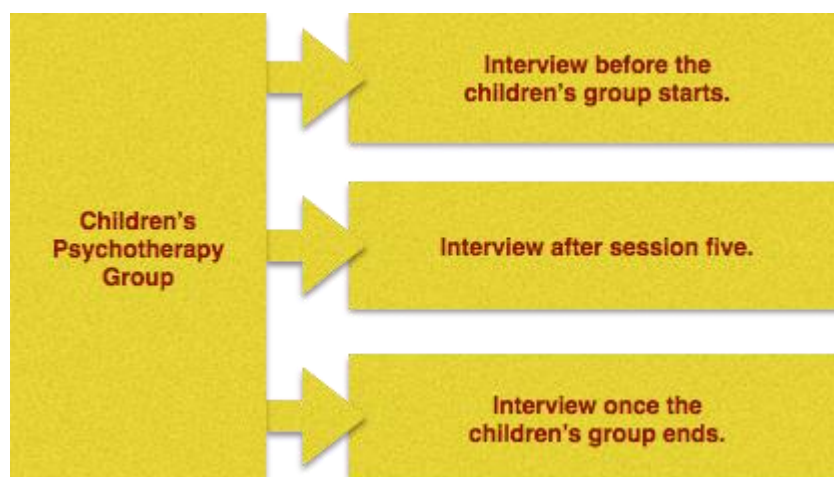 Children's
Psychotherapy
Group
Interview before the
children's group starts.
Interview after session five.
Interview once the
children's group ends.